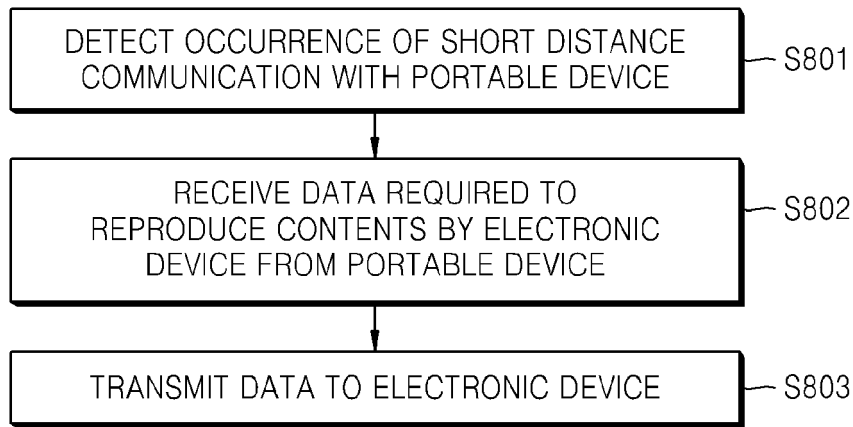 DETECT OCCURRENCE OF SHORT DISTANCE
COMMUNICATION WITH PORTABLE DEVICE
S801
RECEIVE DATA REQUIRED TO
REPRODUCE CONTENTS BY ELECTRONIC
DEVICE FROM PORTABLE DEVICE
S802
TRANSMIT DATA TO ELECTRONIC DEVICE
S803